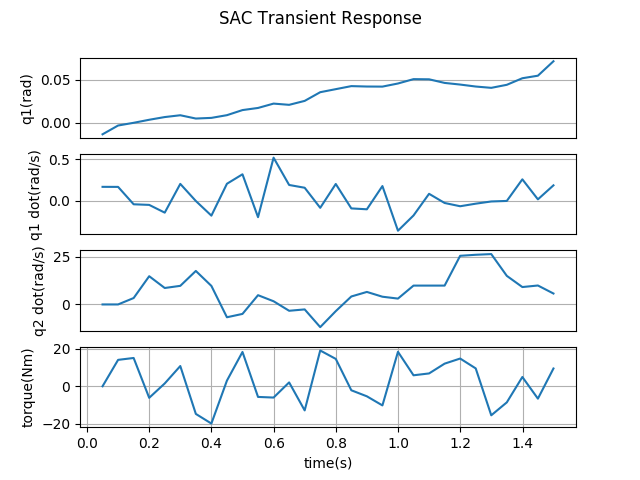 SAC Transient Response
q1(rad)
0.05
0.00
q1 dot(rad/s)
0.5
0.0
q2 dot(rad/s)
25
0
torque(Nm)
20
0
−20
0.0 0.2 0.4 0.6 0.8 1.0 1.2 1.4
time(s)